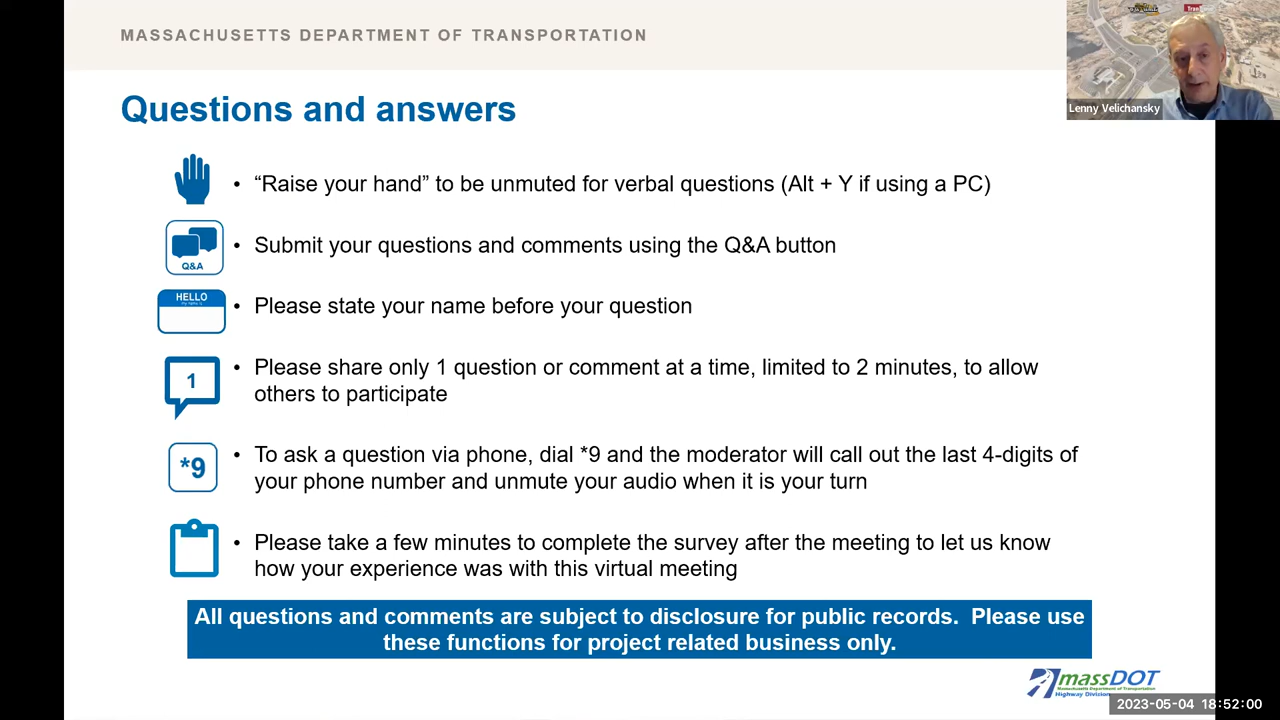 MASSACHUSETTS DEPARTMENT OF TRANSPORTATION
Lenny Velichansky
Questions and answers
• “Raise your hand” to be unmuted for verbal questions (Alt + Y if using a PC)
• Submit your questions and comments using the Q&A button
Q&A
HELLO
• Please state your name before your question
• Please share only 1 question or comment at a time, limited to 2 minutes, to allow
others to participate
1
• To ask a question via phone, dial *9 and the moderator will call out the last 4-digits of
your phone number and unmute your audio when it is your turn
*9
• Please take a few minutes to complete the survey after the meeting to let us know
how your experience was with this virtual meeting
All questions and comments are subject to disclosure for public records. Please use
these functions for project related business only.
massDOT
Massachusetts Department of Transportation
Highway Division
2023-05-04 18:52:00